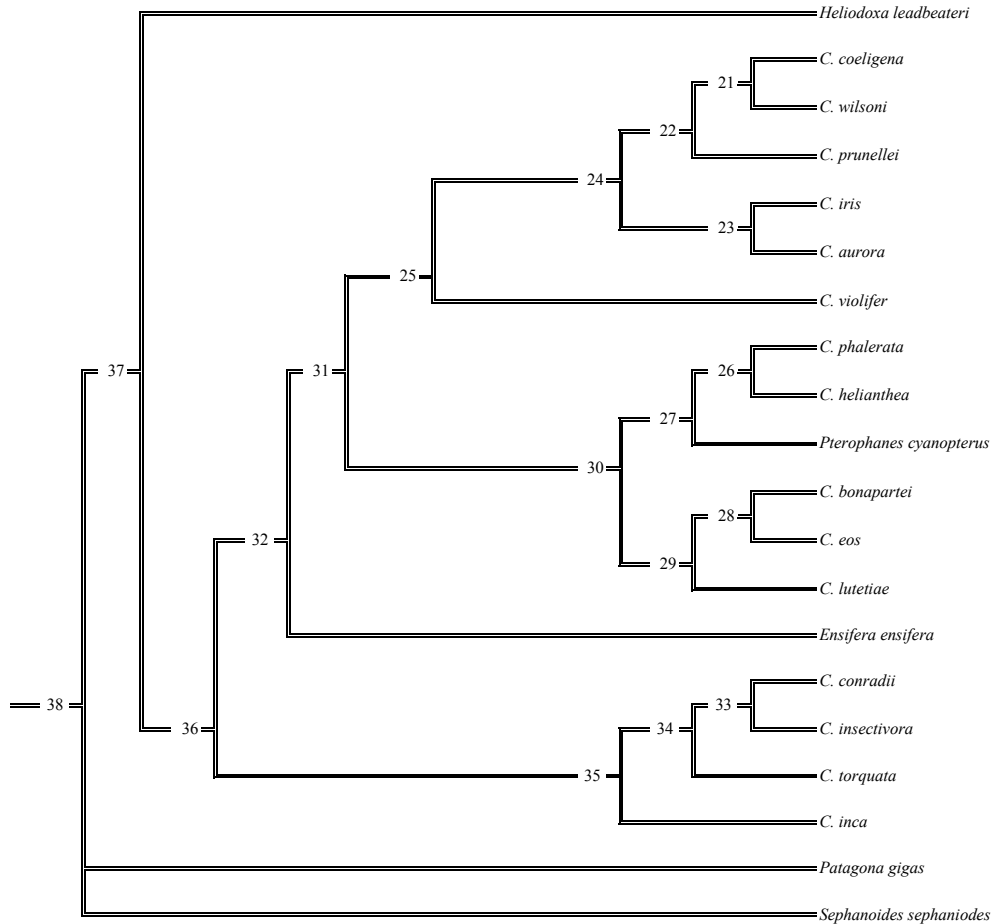 Heliodoxa leadbeateri
C. coeligena
21
C. wilsoni
22
C. prunellei
24
C. iris
23
C. aurora
25
C. violifer
C. phalerata
37
31
26
C. helianthea
27
Pterophanes cyanopterus
30
C. bonapartei
28
32
C. eos
29
C. lutetiae
Ensifera ensifera
C. conradii
38
33
36
34
C. insectivora
35
C. torquata
C. inca
Patagona gigas
Sephanoides sephaniodes